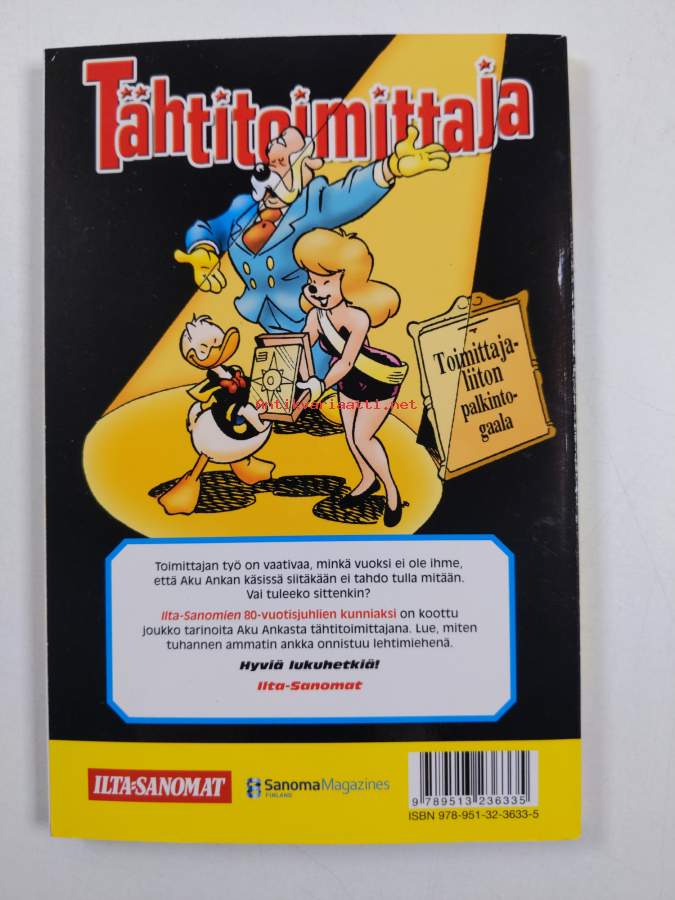 Tähtitoimittaja
Toimittaja-
liiton
palkinto-
gaala
Antikvariaatti.net
Toimittajan työ on vaativaa, minkä vuoksi ei ole ihme,
että Aku Ankan käsissä siitäkään ei tahdo tulla mitään.
Vai tuleeko sittenkin?
Ilta-Sanomien 80-vuotisjuhlien kunniaksi on koottu
joukko tarinoita Aku Ankasta tähtitoimittajana. Lue, miten
tuhannen ammatin ankka onnistuu lehtimiehenä.
Hyviä lukuhetkiä!
Ilta-Sanomat
ILTA-SANOMAT
SanomaMagazines
FINLAND
9 789513 236335
ISBN 978-951-32-3633-5